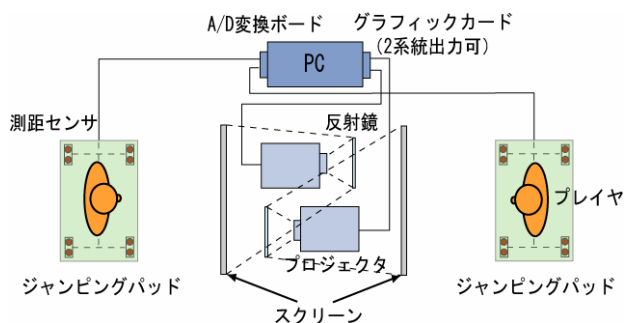 A/D変換ボード
グラフィックカード
(2系統出力可)
PC
測距センサ
反射鏡
プレイヤ
プロジェクタ
ジャンピングパッド
ジャンピングパッド
スクリーン